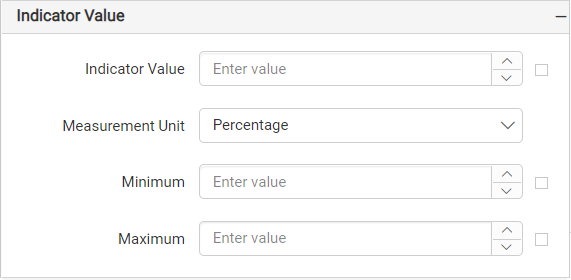 Indicator Value
Indicator Value Enter value
Measurement Unit Percentage
Minimum Enter value
Maximum Enter value